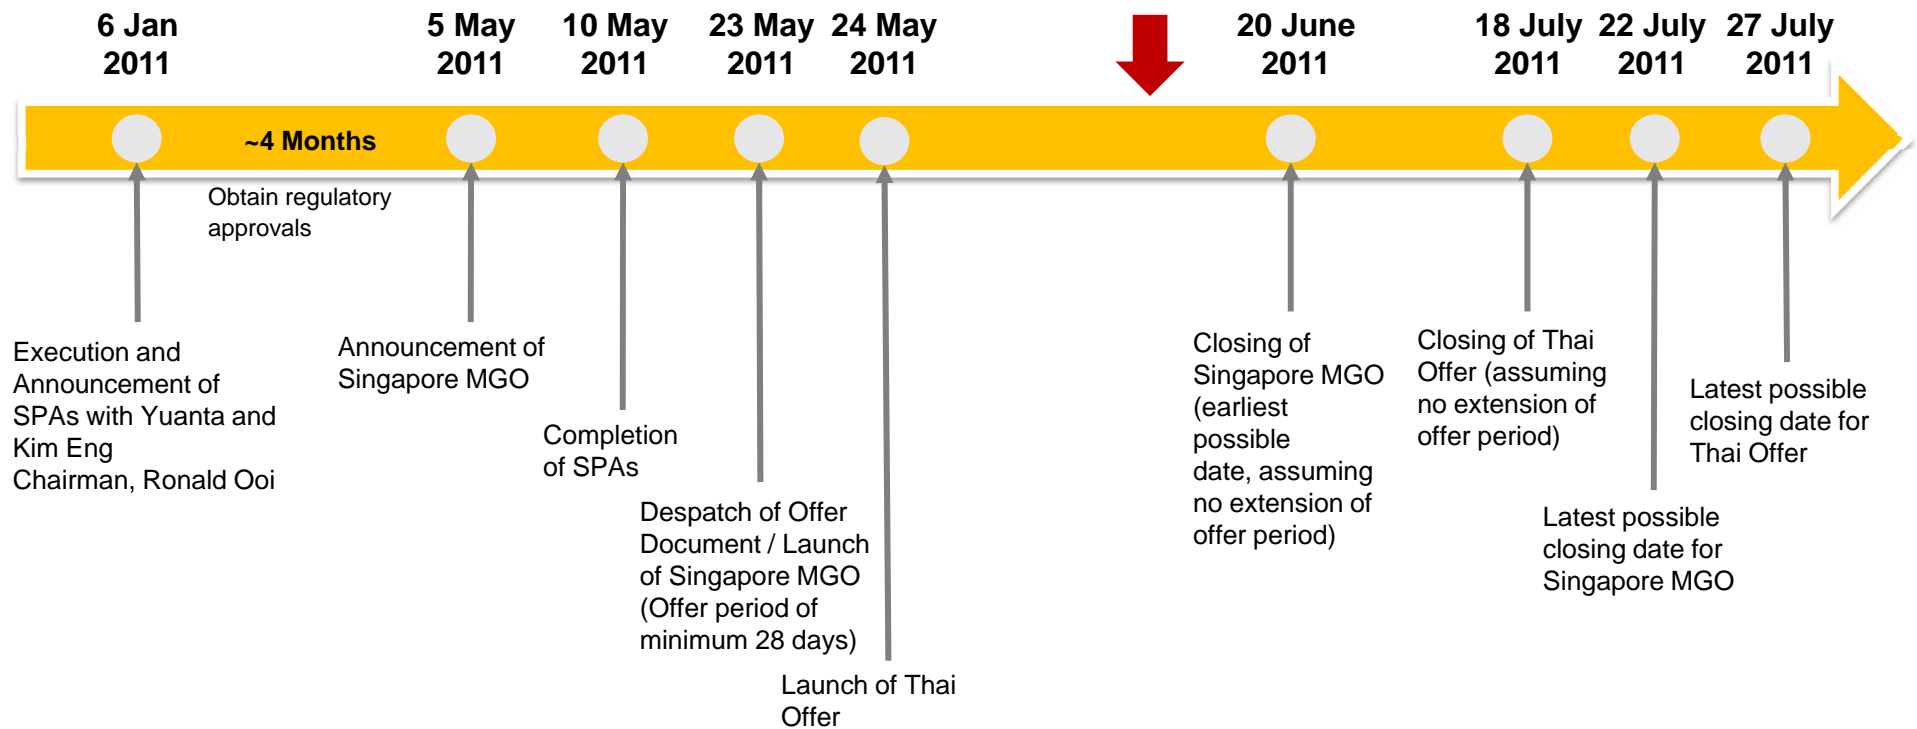 6 Jan
2011
5 May
2011
10 May
2011
23 May
2011
24 May
2011
20 June
2011
18 July
2011
22 July
2011
27 July
2011
~4 Months
Obtain regulatory
approvals
Execution and
Announcement of
SPAs with Yuanta and
Kim Eng
Chairman, Ronald Ooi
Announcement of
Singapore MGO
Completion
of SPAs
Despatch of Offer
Document / Launch
of Singapore MGO
(Offer period of
minimum 28 days)
Launch of Thai
Offer
Closing of
Singapore MGO
(earliest
possible
date, assuming
no extension of
offer period)
Closing of Thai
Offer (assuming
no extension of
offer period)
Latest possible
closing date for
Singapore MGO
Latest possible
closing date for
Thai Offer